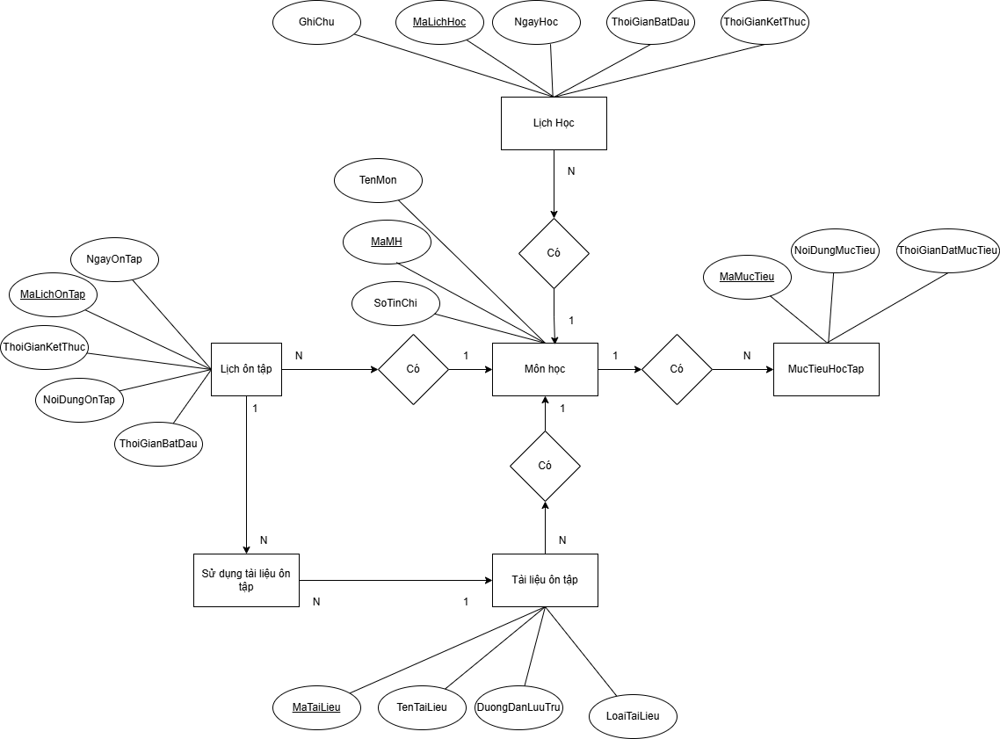 GhiChu
MaLichHoc
NgayHoc
ThoiGianBatDau
ThoiGianKetThuc
Lịch Học
N
TenMon
Có
MaMH
NgayOnTap
NoiDungMucTieu
ThoiGianDatMucTieu
MaMucTieu
MaLichOnTap
SoTinChi
1
ThoiGianKetThuc
Lịch ôn tập
N
Có
1
Môn học
1
Có
N
MucTieuHocTap
NoiDungOnTap
1
1
ThoiGianBatDau
Có
N
N
Sử dụng tài liệu ôn
tập
Tài liệu ôn tập
N
1
MaTaiLieu
TenTaiLieu
DuongDanLuuTru
LoaiTaiLieu